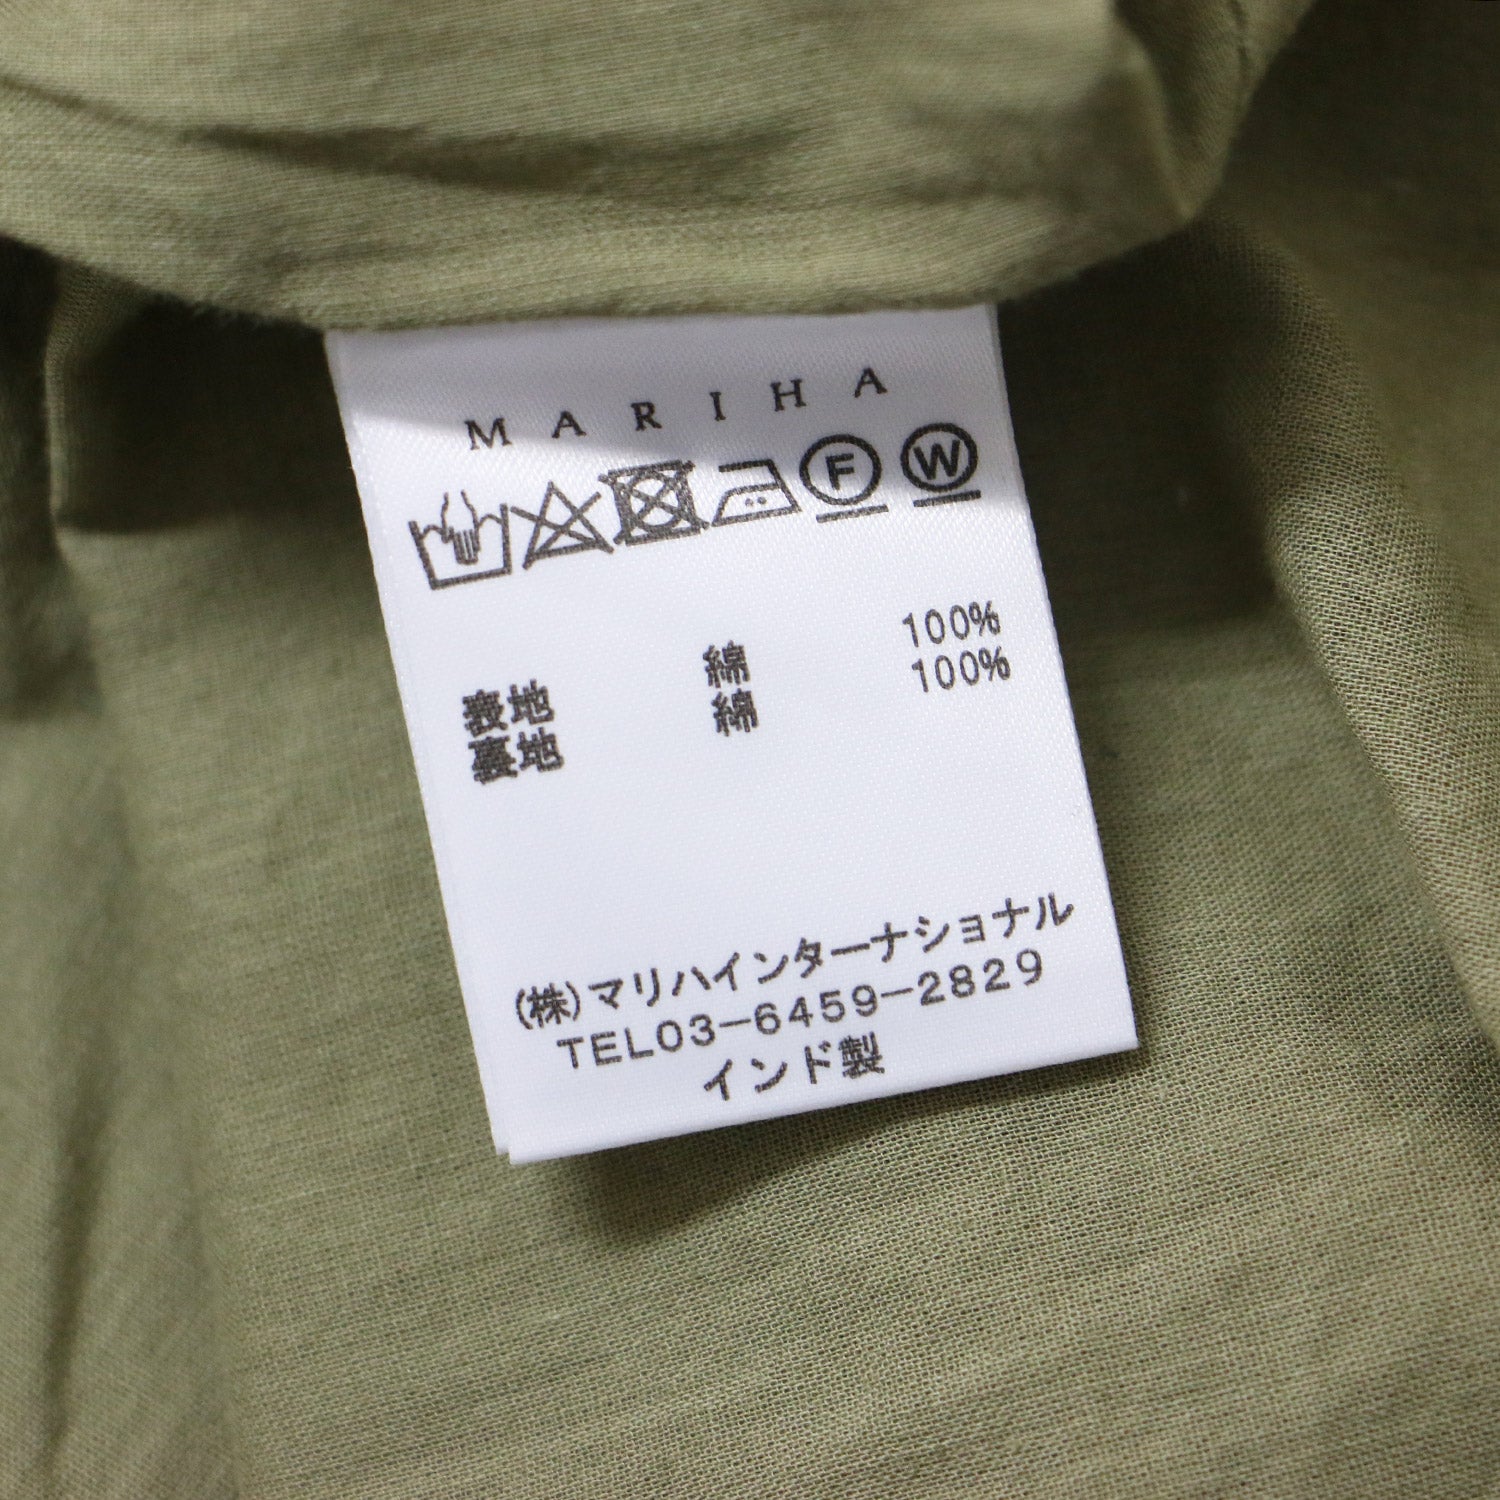 MARIHA
F W
綿 100%
表地 綿 100%
裏地
(株)マリハインターナショナル
TEL03-6459-2829
インド製